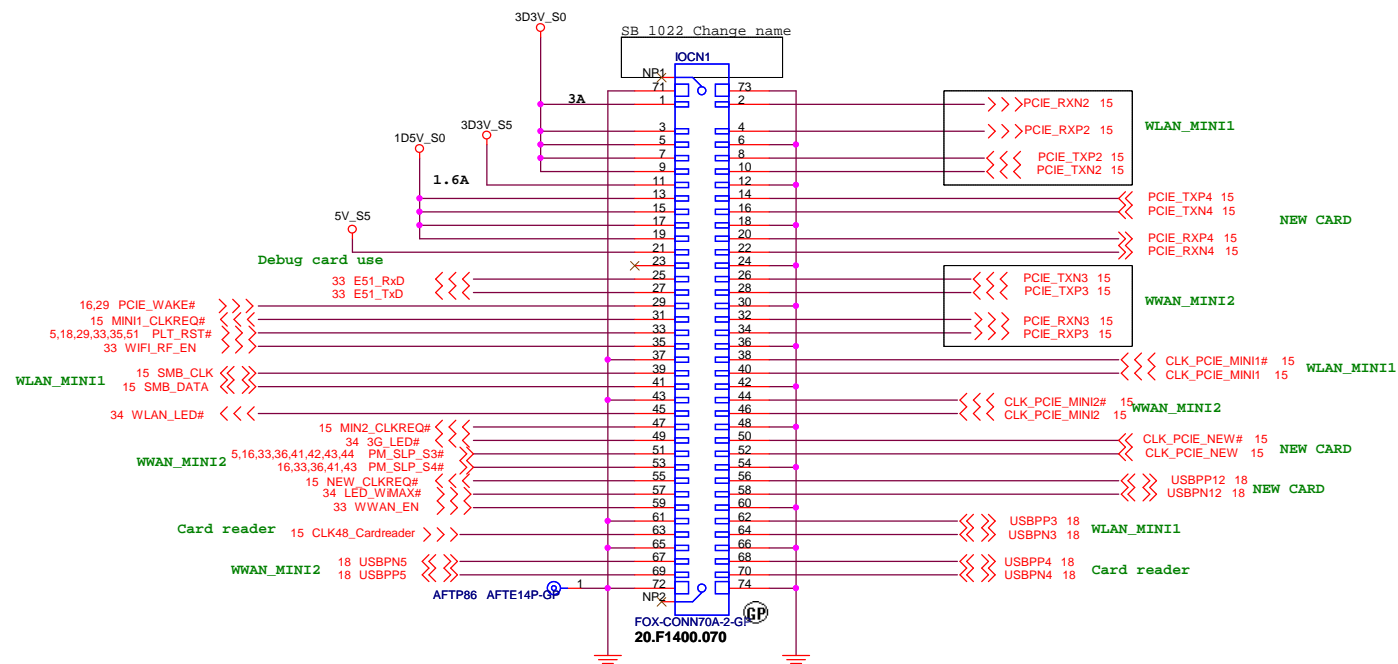 3D3V_S0
SB 1022 Change name
IOCN1
NP1
71 73
3A 1 2 PCIE_RXN2 15
3D3V_S5
1D5V_S0
3 4 PCIE_RXP2 15 WLAN_MINI1
5 6
7 8 PCIE_TXP2 15
9 10 PCIE_TXN2 15
1.6A 11 12
13 14 PCIE_TXP4 15
15 16 PCIE_TXN4 15
5V_S5 17 18 NEW CARD
19 20 PCIE_RXP4 15
21 22 PCIE_RXN4 15
Debug card use 23 24
33 E51_RxD 25 26 PCIE_TXN3 15
33 E51_TxD 27 28 PCIE_TXP3 15
16,29 PCIE_WAKE# 29 30 WWAN_MINI2
15 MINI1_CLKREQ# 31 32 PCIE_RXN3 15
5,18,29,33,35,51 PLT_RST# 33 34 PCIE_RXP3 15
33 WIFI_RF_EN 35 36
37 38 CLK_PCIE_MINI1# 15
WLAN_MINI1 15 SMB_CLK 39 40 CLK_PCIE_MINI1 15 WLAN_MINI1
15 SMB_DATA 41 42
43 44 CLK_PCIE_MINI2# 15
34 WLAN_LED# 45 46 CLK_PCIE_MINI2 15 WWAN_MINI2
15 MIN2_CLKREQ# 47 48
34 3G_LED# 49 50 CLK_PCIE_NEW# 15
5,16,33,36,41,42,43,44 PM_SLP_S3# 51 52 CLK_PCIE_NEW 15 NEW CARD
WWAN_MINI2 16,33,36,41,43 PM_SLP_S4# 53 54
15 NEW_CLKREQ# 55 56 USBPP12 18
34 LED_WiMAX# 57 58 USBPN12 18 NEW CARD
33 WWAN_EN 59 60
61 62 USBPP3 18
Card reader 15 CLK48_Cardreader 63 64 USBPN3 18 WLAN_MINI1
65 66
18 USBPN5 67 68 USBPP4 18
WWAN_MINI2 18 USBPP5 69 70 USBPN4 18 Card reader
AFTP86 AFTE14P-GP 1 72 74
NP2
GP
FOX-CONN70A-2-GP
20.F1400.070